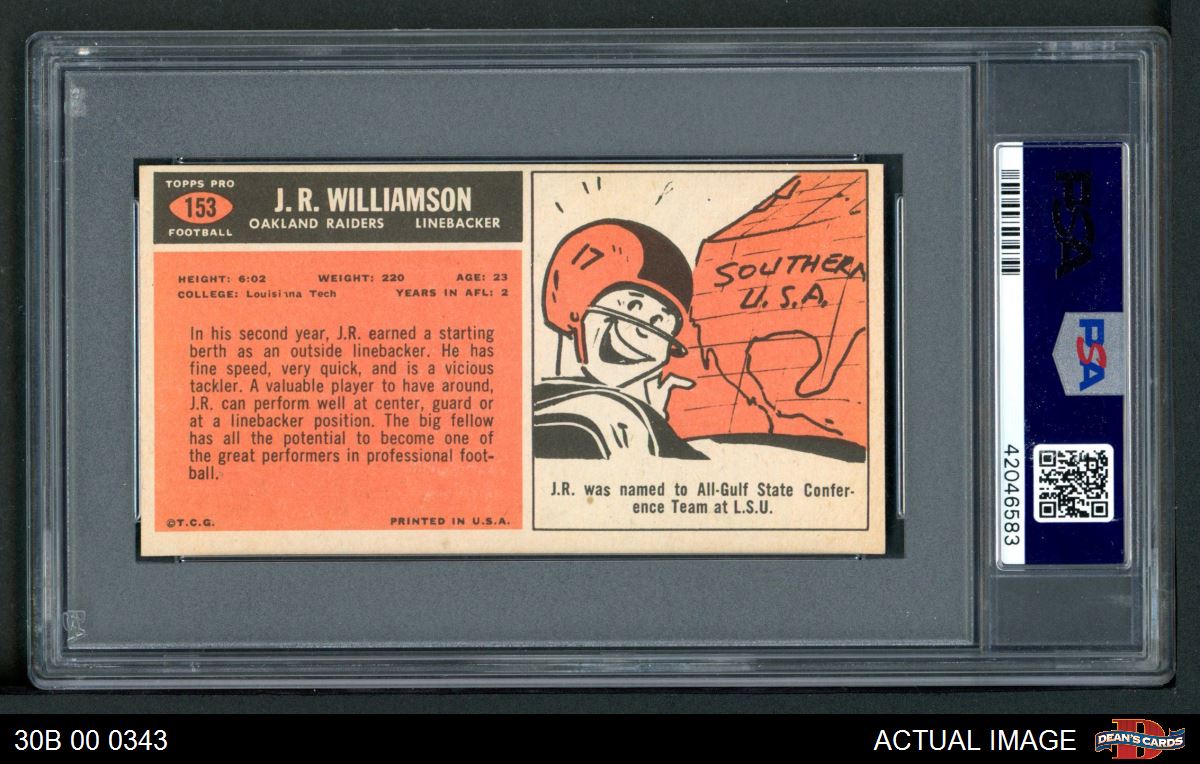 TOPPS PRO
153
FOOTBALL
J. R. WILLIAMSON
OAKLAND RAIDERS LINEBACKER
HEIGHT: 6:02 WEIGHT: 220 AGE: 23
COLLEGE: Louisiana Tech YEARS IN AFL: 2
In his second year, J.R. earned a starting
berth as an outside linebacker. He has
fine speed, very quick, and is a vicious
tackler. A valuable player to have around,
J.R. can perform well at center, guard or
at a linebacker position. The big fellow
has all the potential to become one of
the great performers in professional foot-
ball.
©T.C.G. PRINTED IN U.S.A.
17
SOUTHERN
U.S.A.
17
J.R. was named to All-Gulf State Confer-
ence Team at L.S.U.
PSA
PSA
42046583
PSA
30B 00 0343
ACTUAL IMAGE
D
DEAN'S CARDS